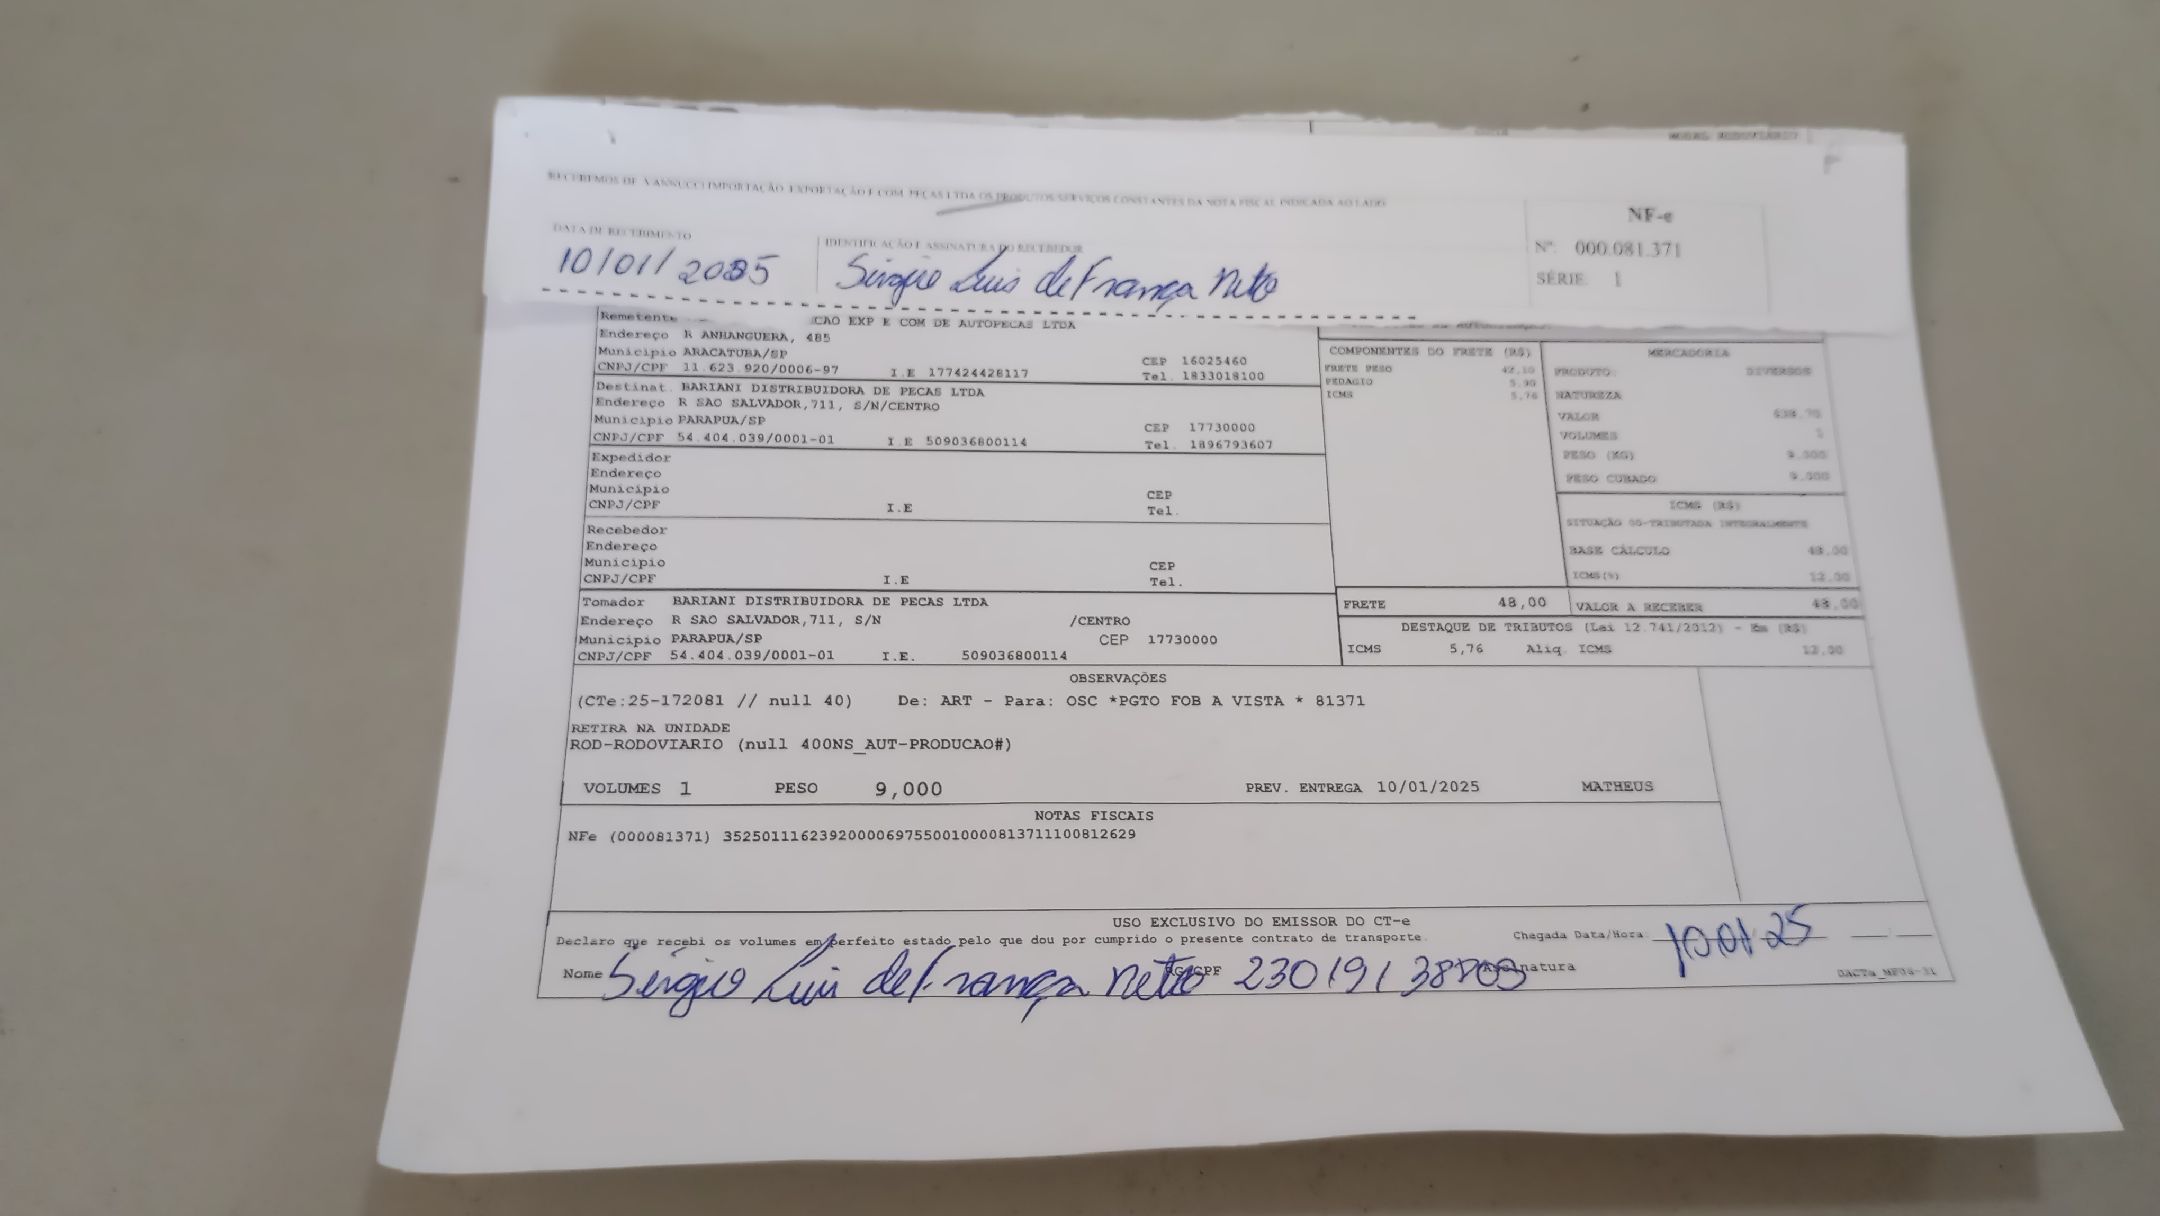 MODAL RODOVIÁRIO
RECEBEMOS DE VANNUCCI IMPORTAÇÃO EXPORTAÇÃO E COM PEÇAS LTDA OS PRODUTOS/SERVIÇOS CONSTANTES DA NOTA FISCAL INDICADA AO LADO
NF-e
Nº: 000.081.371
SÉRIE: 1
DATA DE RECEBIMENTO
10/01/2025
IDENTIFICAÇÃO E ASSINATURA DO RECEBEDOR
Sérgio Luis de França Neto
Remetente CAO EXP E COM DE AUTOPECAS LTDA
Endereço R ANHANGUERA, 485
Município ARACATUBA/SP CEP 16025460
CNPJ/CPF 11.623.920/0006-97 I.E 177424428117 Tel. 1833018100
Destinat. BARIANI DISTRIBUIDORA DE PECAS LTDA
Endereço R SAO SALVADOR,711, S/N/CENTRO
Município PARAPUA/SP CEP 17730000
CNPJ/CPF 54.404.039/0001-01 I.E 509036800114 Tel. 1896793607
Expedidor
Endereço
Município CEP
CNPJ/CPF I.E Tel.
Recebedor
Endereço
Município CEP
CNPJ/CPF I.E Tel.
Tomador BARIANI DISTRIBUIDORA DE PECAS LTDA
Endereço R SAO SALVADOR,711, S/N /CENTRO
Município PARAPUA/SP CEP 17730000
CNPJ/CPF 54.404.039/0001-01 I.E. 509036800114
COMPONENTES DO FRETE (R$)
FRETE PESO
PEDAGIO
ICMS 5,76
MERCADORIA
PRODUTO: DIVERSOS
NATUREZA
VALOR
VOLUMES
PESO (KG) 9.000
PESO CUBADO 9.000
ICMS (R$)
SITUAÇÃO 00-TRIBUTADA INTEGRALMENTE
BASE CÁLCULO 48,00
ICMS(%) 12.00
FRETE 48,00 VALOR A RECEBER 48,00
DESTAQUE DE TRIBUTOS (Lei 12.741/2012) - Em (R$)
ICMS 5,76 Aliq. ICMS 12.00
OBSERVAÇÕES
(CTe:25-172081 // null 40) De: ART - Para: OSC *PGTO FOB A VISTA * 81371
RETIRA NA UNIDADE
ROD-RODOVIARIO (null 400NS_AUT-PRODUCAO#)
VOLUMES 1 PESO 9,000 PREV. ENTREGA 10/01/2025 MATHEUS
NOTAS FISCAIS
NFe (000081371) 35250111623920000697550010000813711100812629
USO EXCLUSIVO DO EMISSOR DO CT-e
Declaro que recebi os volumes em perfeito estado pelo que dou por cumprido o presente contrato de transporte. Chegada Data/Hora: 10 01 25
Nome Sérgio Luis de França Neto RG/CPF Assinatura